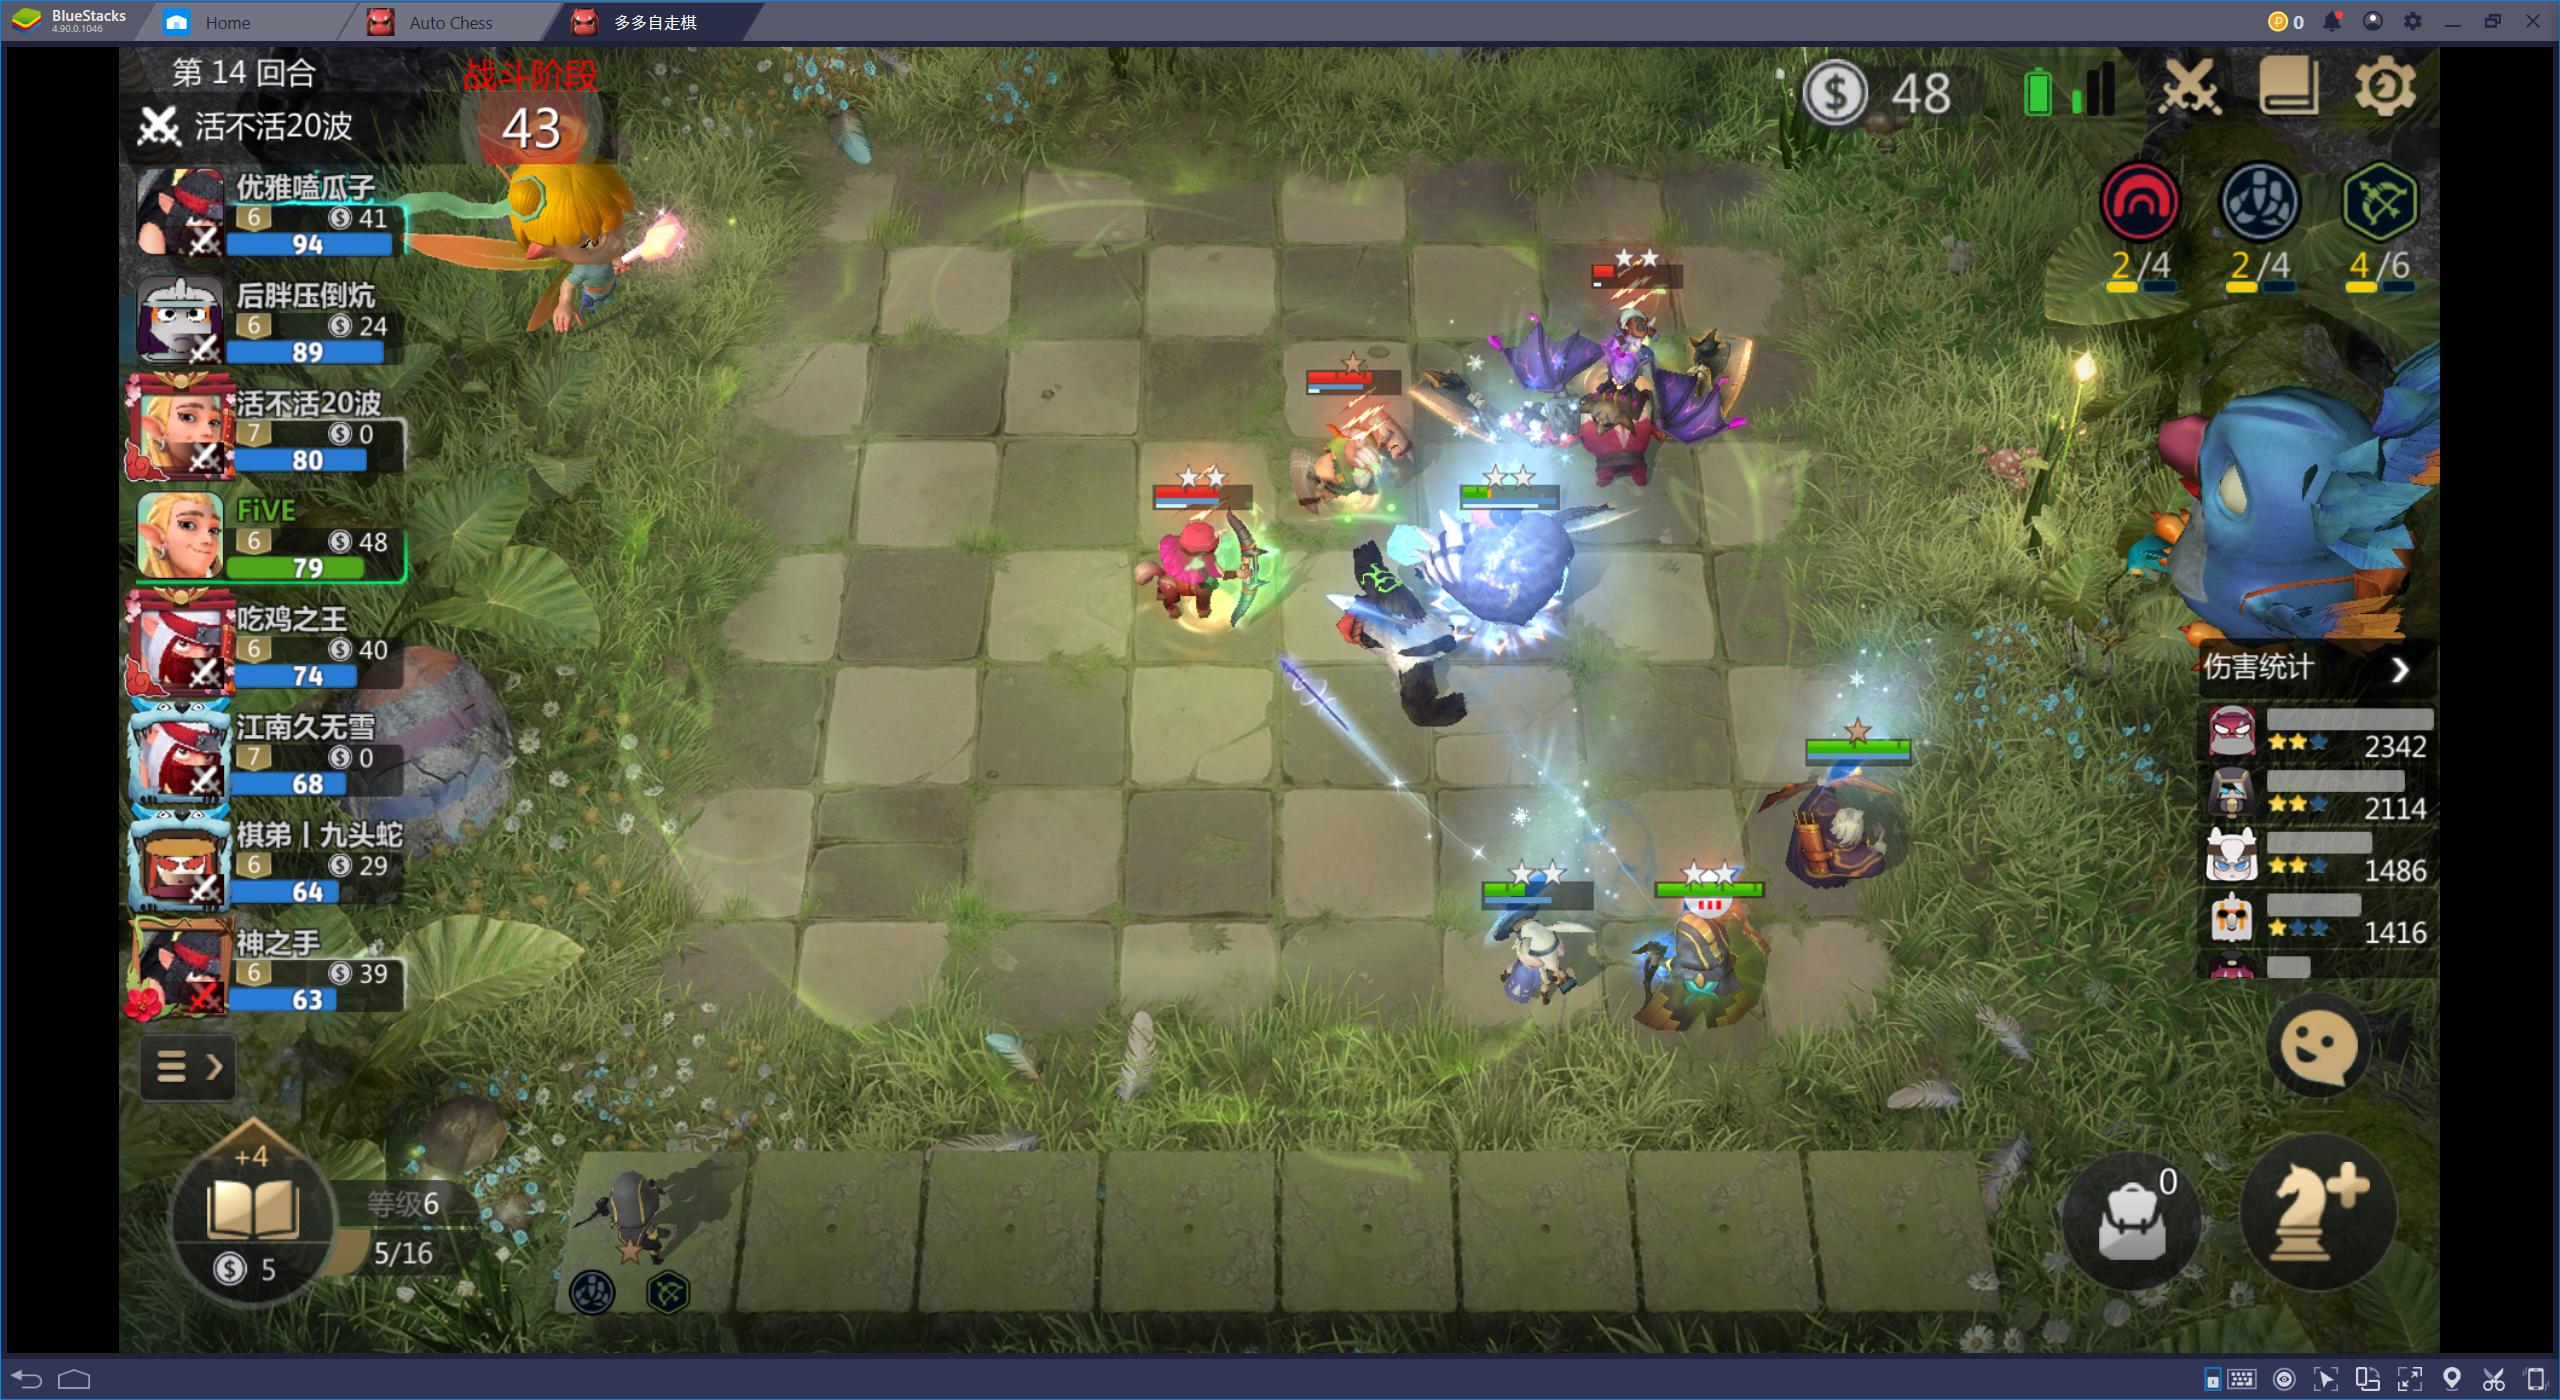 BlueStacks
4.90.0.1046
Home
Auto Chess
多多自走棋
0
第 14 回合
战斗阶段
活不活20波
43
48
2/4
2/4
4/6
优雅嗑瓜子
6
41
94
后胖压倒炕
6
24
89
活不活20波
7
0
80
FiVE
6
48
79
吃鸡之王
6
40
74
江南久无雪
7
0
68
棋弟丨九头蛇
6
29
64
神之手
6
39
63
伤害统计
2342
2114
1486
1416
+4
5
等级6
5/16
0